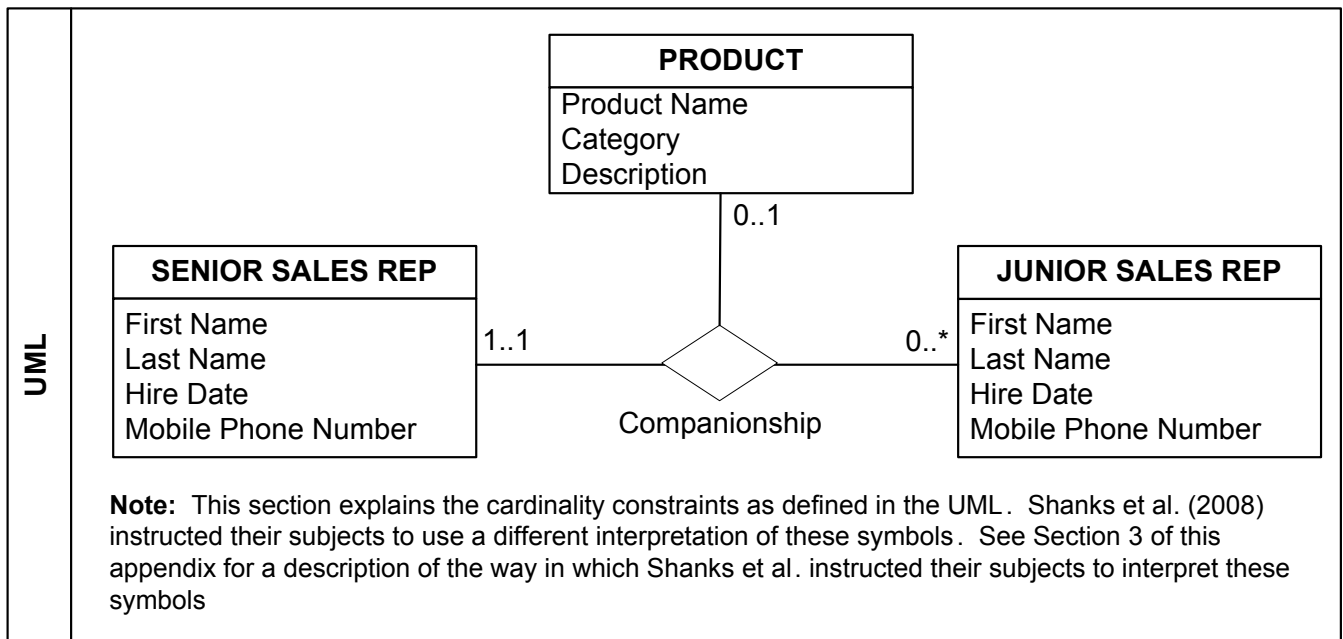 UML
PRODUCT
Product Name
Category
Description
0..1
SENIOR SALES REP
First Name
Last Name
Hire Date
Mobile Phone Number
1..1
0..*
JUNIOR SALES REP
First Name
Last Name
Hire Date
Mobile Phone Number
Companionship
Note: This section explains the cardinality constraints as defined in the UML. Shanks et al. (2008)
instructed their subjects to use a different interpretation of these symbols. See Section 3 of this
appendix for a description of the way in which Shanks et al. instructed their subjects to interpret these
symbols